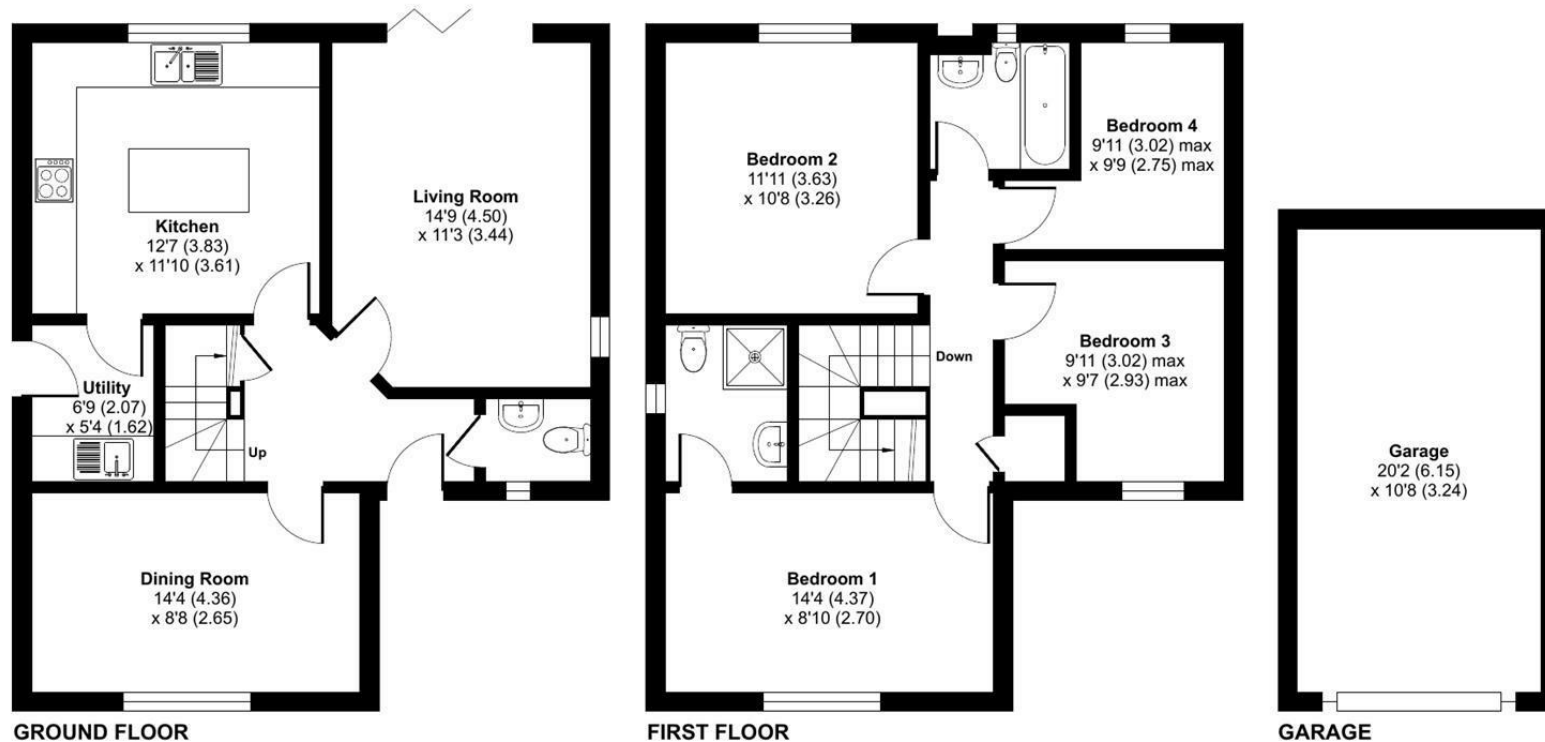 Kitchen
12'7 (3.83)
x 11'10 (3.61)
Living Room
14'9 (4.50)
x 11'3 (3.44)
Utility
6'9 (2.07)
x 5'4 (1.62)
Up
Dining Room
14'4 (4.36)
x 8'8 (2.65)
GROUND FLOOR
Bedroom 2
11'11 (3.63)
x 10'8 (3.26)
Bedroom 4
9'11 (3.02) max
x 9'9 (2.75) max
Down
Bedroom 3
9'11 (3.02) max
x 9'7 (2.93) max
Bedroom 1
14'4 (4.37)
x 8'10 (2.70)
FIRST FLOOR
Garage
20'2 (6.15)
x 10'8 (3.24)
GARAGE